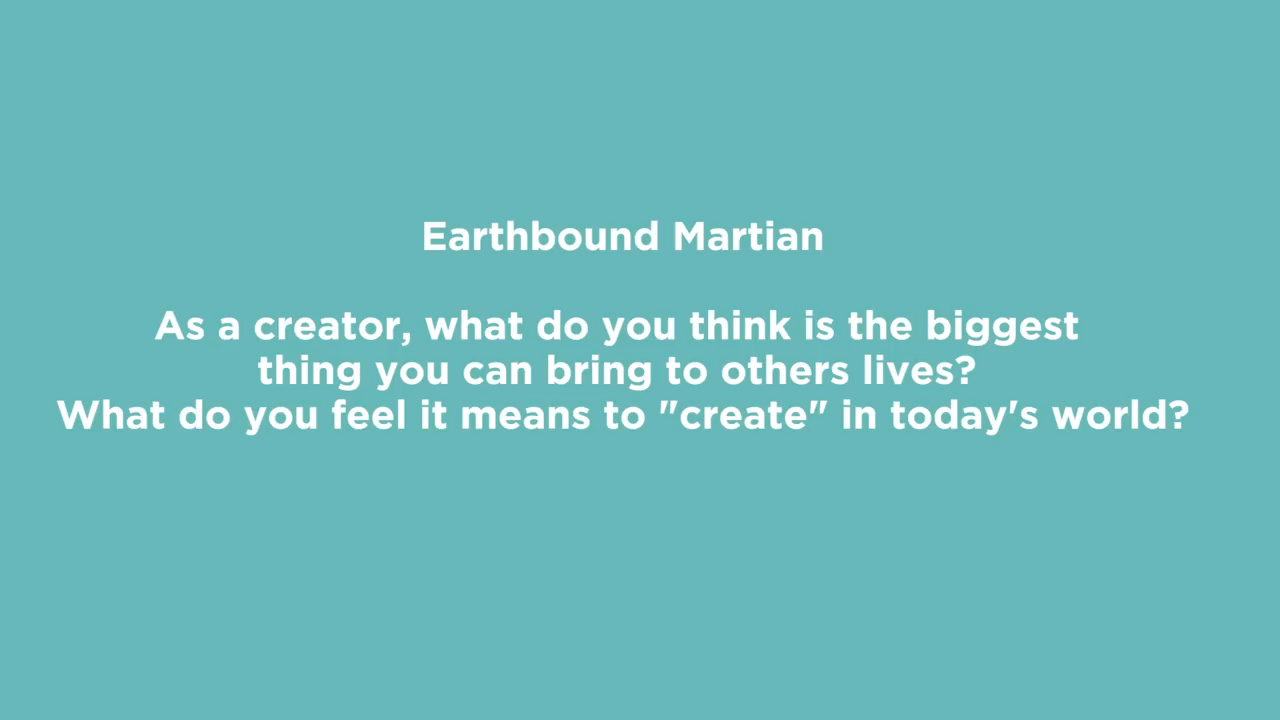 Earthbound Martian
As a creator, what do you think is the biggest
thing you can bring to others lives?
What do you feel it means to "create" in today's world?